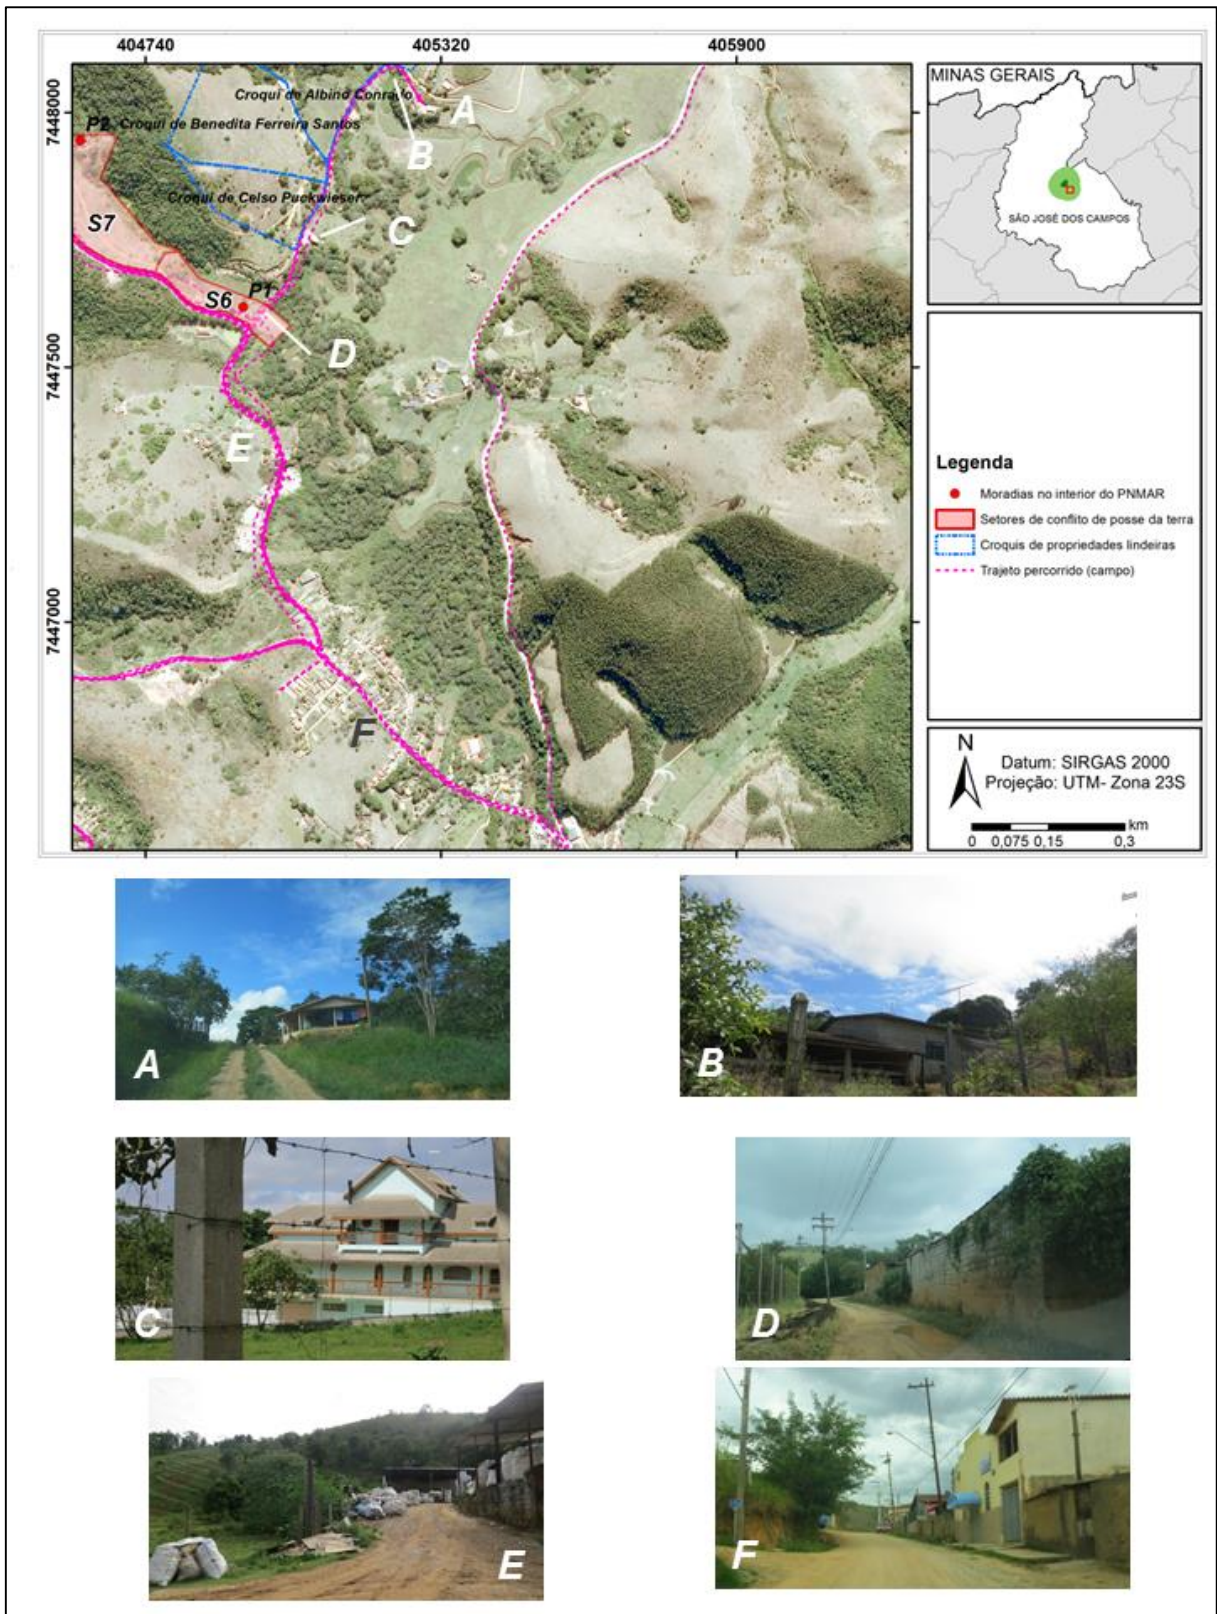 404740 405320 405900
7448000
7447500
7447000
Croqui de Albino Conrado
A
P2 Croqui de Benedita Ferreira Santos
B
Croqui de Celso Puckwieser
S7
C
S6 P1
D
E
F
MINAS GERAIS
SÃO JOSÉ DOS CAMPOS
Legenda
Moradias no interior do PNMAR
Setores de conflito de posse da terra
Croquis de propriedades lindeiras
Trajeto percorrido (campo)
N
Datum: SIRGAS 2000
Projeção: UTM- Zona 23S
km
0 0,075 0,15 0,3
A
B
C
D
E
F